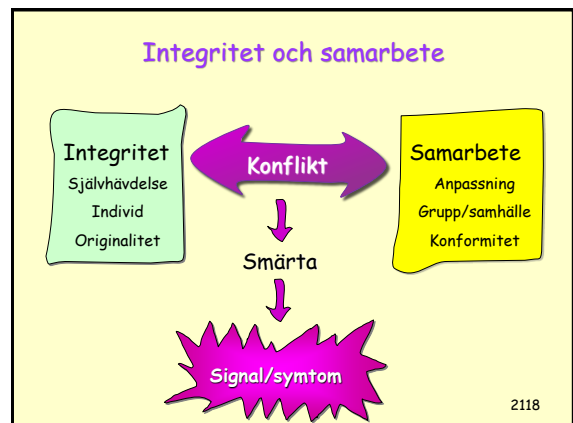 Integritet och samarbete
Integritet
Självhävdelse
Individ
Originalitet
Konflikt
Samarbete
Anpassning
Grupp/samhälle
Konformitet
Smärta
Signal/symtom
2118